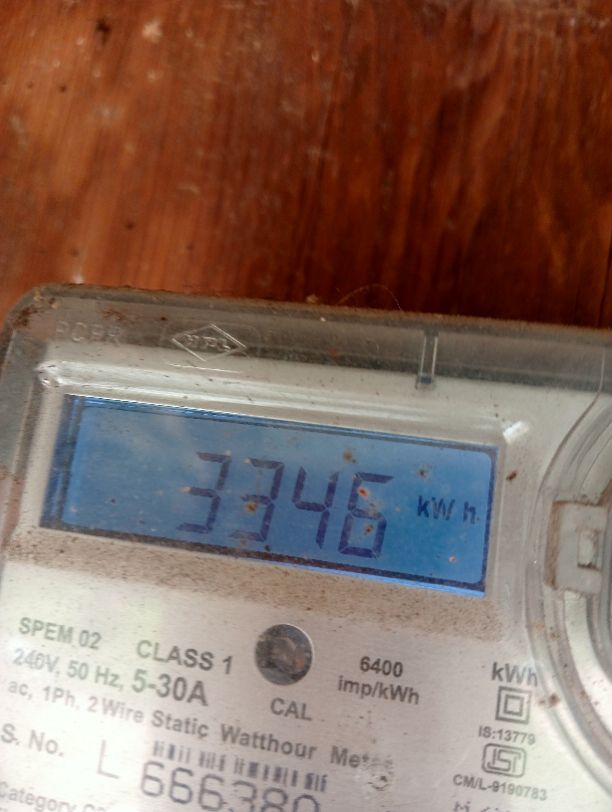 HPL
3346 kWh
SPEM 02 CLASS 1
240V, 50 Hz, 5-30A
ac, 1Ph, 2 Wire Static Watthour
CAL
6400
imp/kWh
kWh
IS:13779
CM/L-9190783
S. No. L 666380